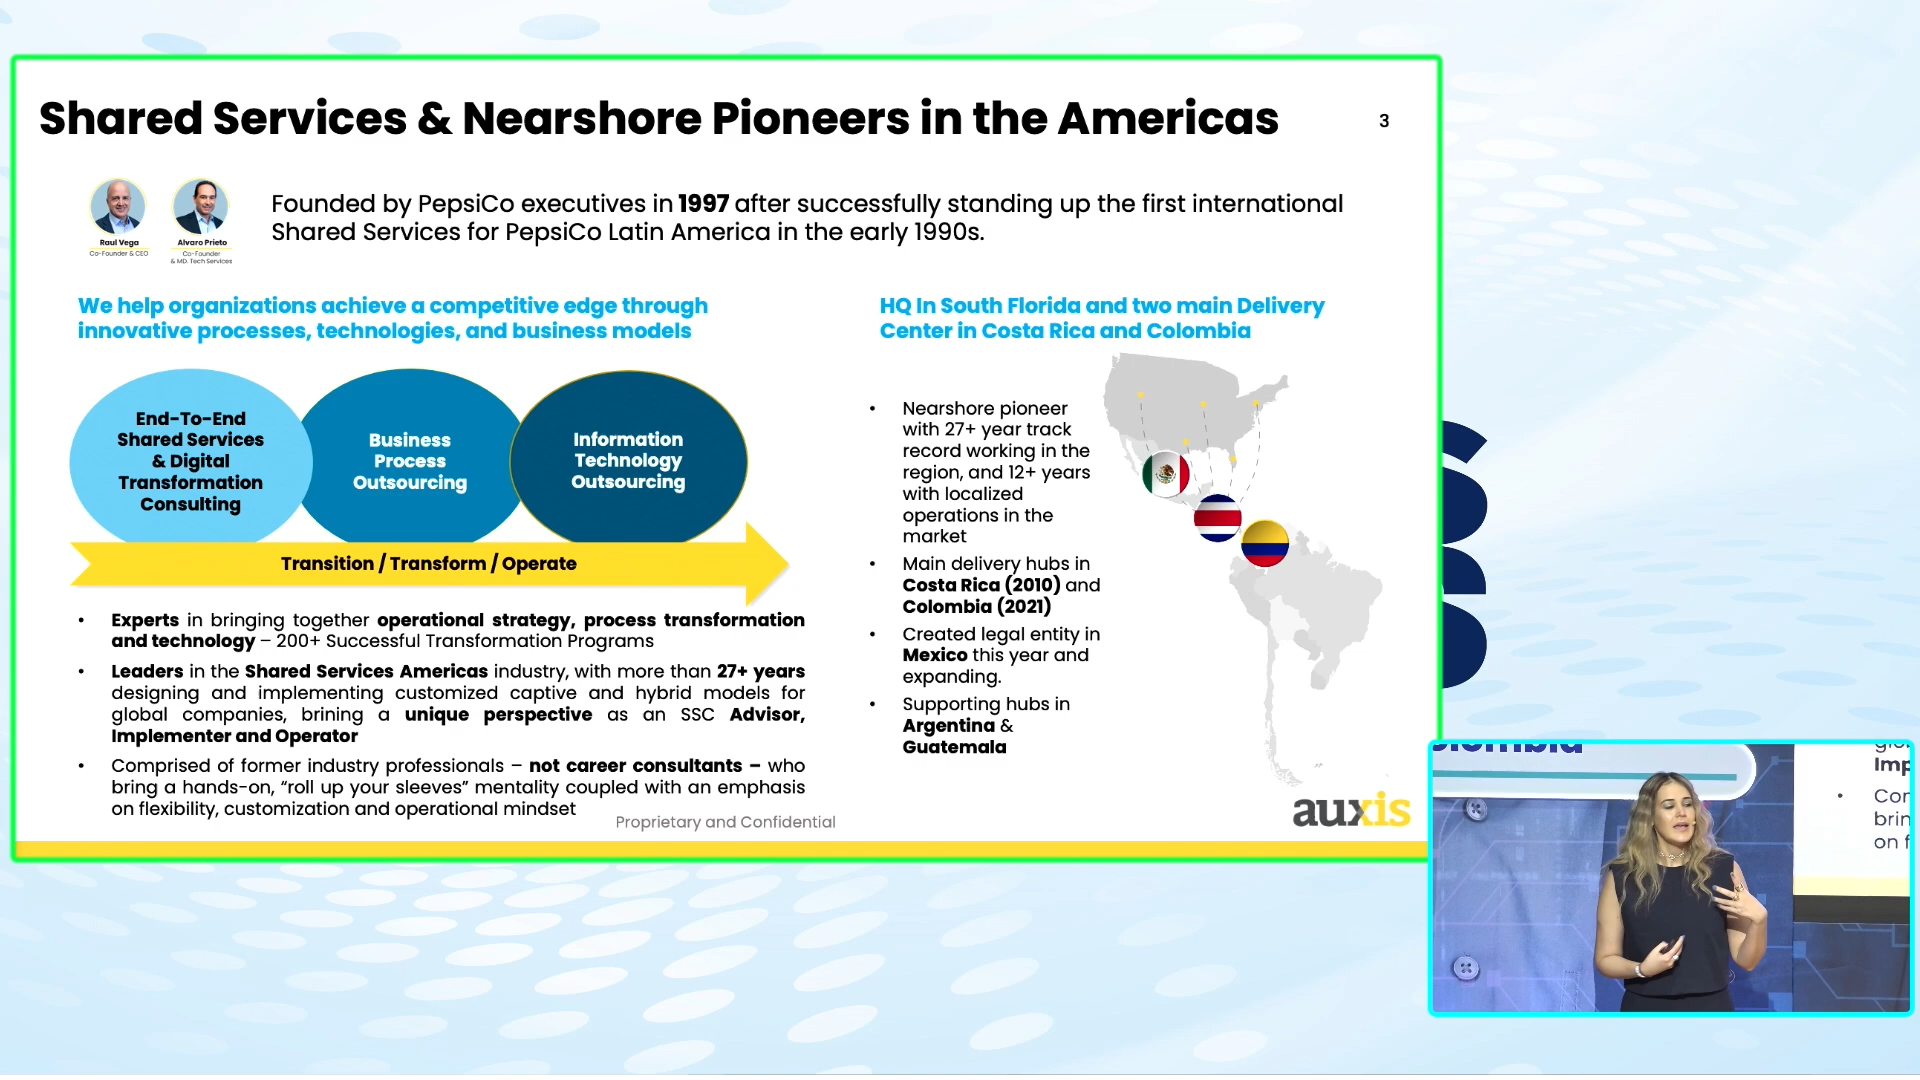 Shared Services & Nearshore Pioneers in the Americas
3
Raul Vega
Co-Founder & CEO
Alvaro Prieto
Co-Founder
& MD. Tech Services
Founded by PepsiCo executives in 1997 after successfully standing up the first international
Shared Services for PepsiCo Latin America in the early 1990s.
We help organizations achieve a competitive edge through
innovative processes, technologies, and business models
End-To-End
Shared Services
& Digital
Transformation
Consulting
Business
Process
Outsourcing
Information
Technology
Outsourcing
Transition / Transform / Operate
• Experts in bringing together operational strategy, process transformation
and technology – 200+ Successful Transformation Programs
• Leaders in the Shared Services Americas industry, with more than 27+ years
designing and implementing customized captive and hybrid models for
global companies, brining a unique perspective as an SSC Advisor,
Implementer and Operator
• Comprised of former industry professionals – not career consultants – who
bring a hands-on, “roll up your sleeves” mentality coupled with an emphasis
on flexibility, customization and operational mindset
HQ In South Florida and two main Delivery
Center in Costa Rica and Colombia
• Nearshore pioneer
with 27+ year track
record working in the
region, and 12+ years
with localized
operations in the
market
• Main delivery hubs in
Costa Rica (2010) and
Colombia (2021)
• Created legal entity in
Mexico this year and
expanding.
• Supporting hubs in
Argentina &
Guatemala
Proprietary and Confidential
auxis
• Con
brin
on f